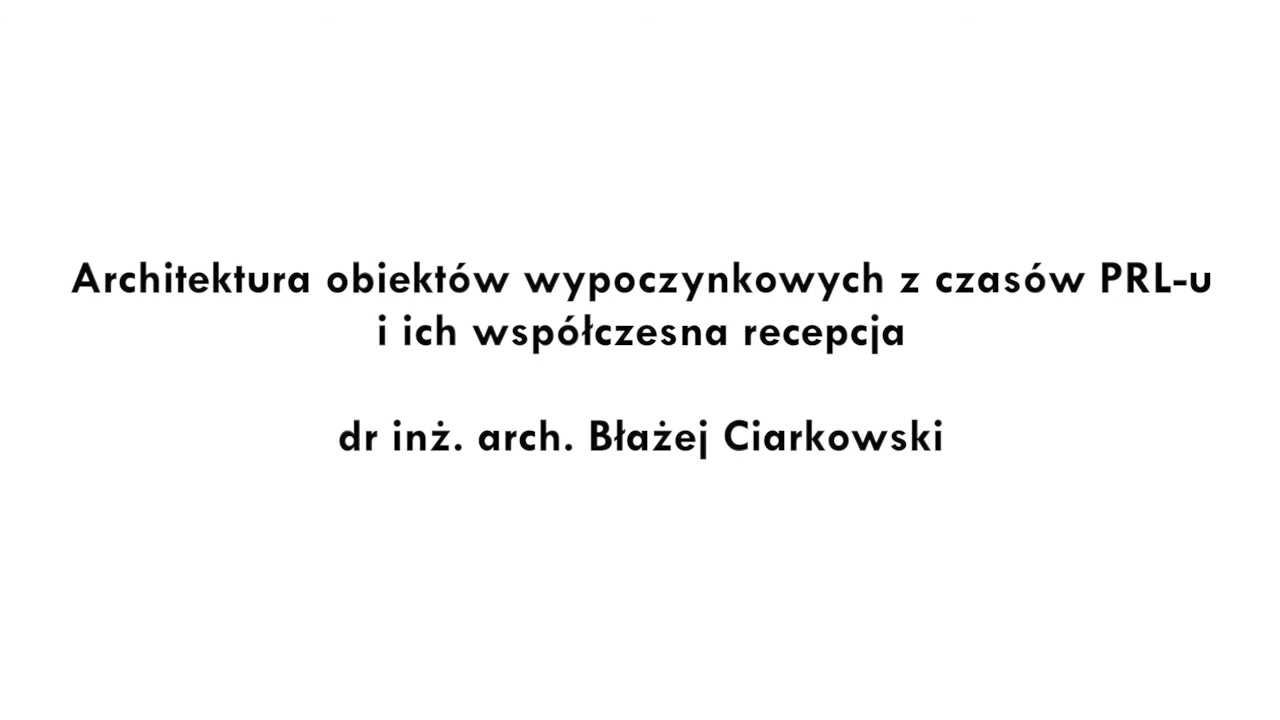 Architektura obiektów wypoczynkowych z czasów PRL-u
i ich współczesna recepcja
dr inż. arch. Błażej Ciarkowski